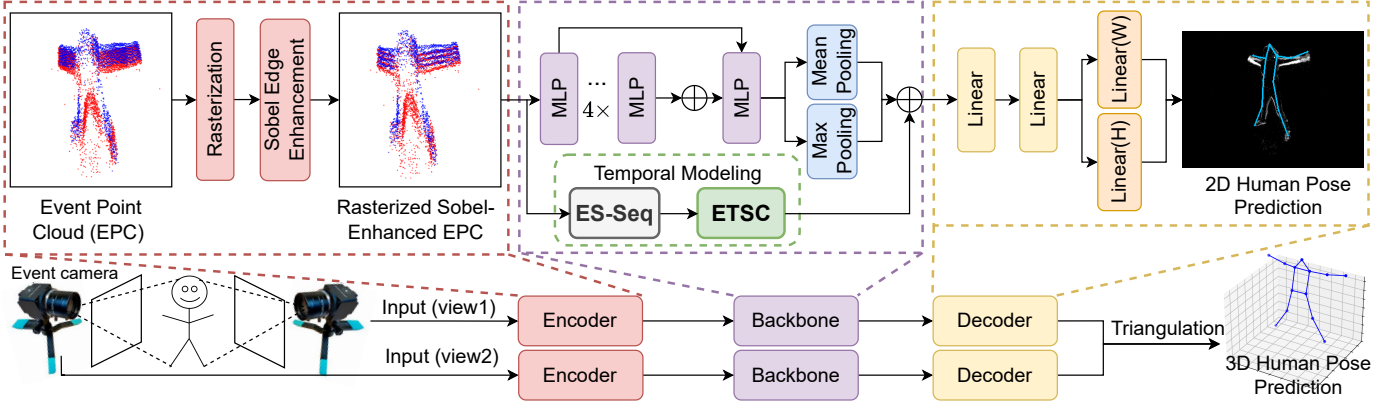 Event Point
Cloud (EPC)
Rasterization
Sobel Edge
Enhancement
Rasterized Sobel-
Enhanced EPC
MLP
...
4×
MLP
MLP
Mean
Pooling
Max
Pooling
Temporal Modeling
ES-Seq
ETSC
Linear
Linear
Linear(W)
Linear(H)
2D Human Pose
Prediction
Event camera
Input (view1)
Input (view2)
Encoder
Backbone
Decoder
Encoder
Backbone
Decoder
Triangulation
3D Human Pose
Prediction